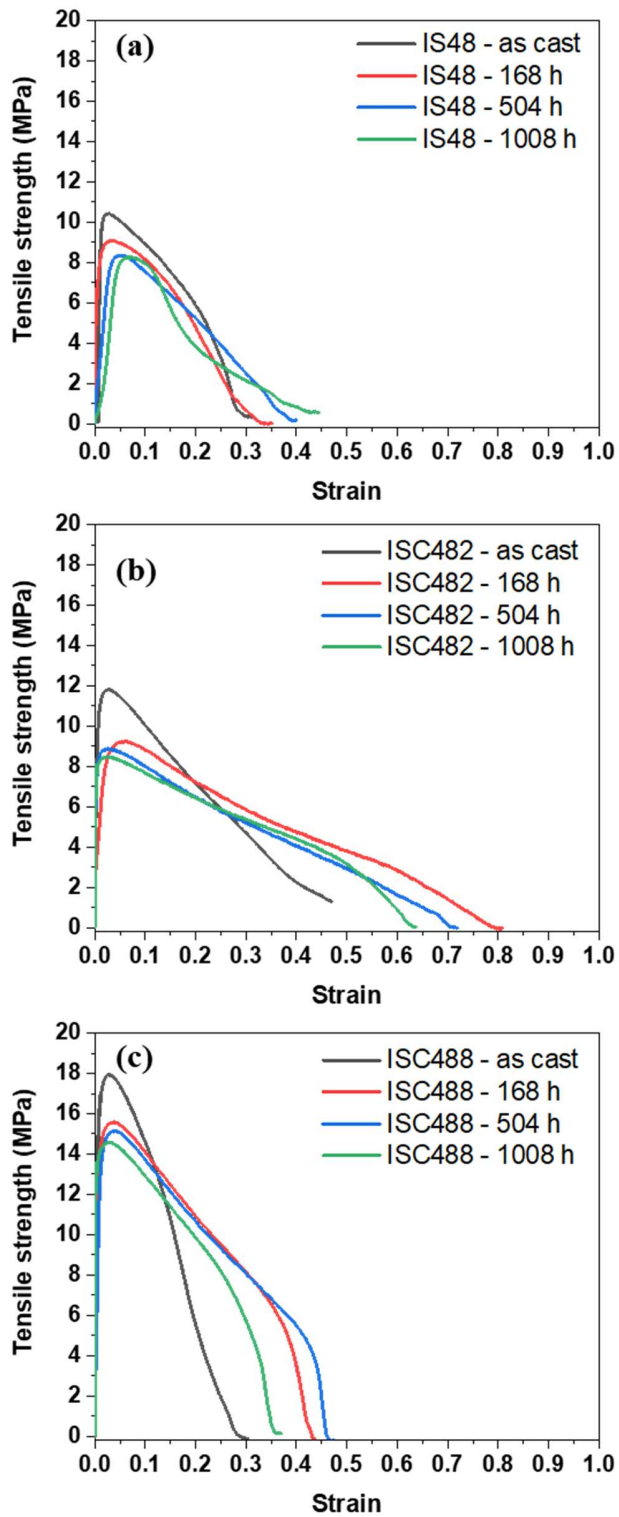 (a)
IS48 - as cast
IS48 - 168 h
IS48 - 504 h
IS48 - 1008 h
20
18
16
14
12
10
8
6
4
2
0
Tensile strength (MPa)
0.0 0.1 0.2 0.3 0.4 0.5 0.6 0.7 0.8 0.9 1.0
Strain
(b)
ISC482 - as cast
ISC482 - 168 h
ISC482 - 504 h
ISC482 - 1008 h
20
18
16
14
12
10
8
6
4
2
0
Tensile strength (MPa)
0.0 0.1 0.2 0.3 0.4 0.5 0.6 0.7 0.8 0.9 1.0
Strain
(c)
ISC488 - as cast
ISC488 - 168 h
ISC488 - 504 h
ISC488 - 1008 h
20
18
16
14
12
10
8
6
4
2
0
Tensile strength (MPa)
0.0 0.1 0.2 0.3 0.4 0.5 0.6 0.7 0.8 0.9 1.0
Strain